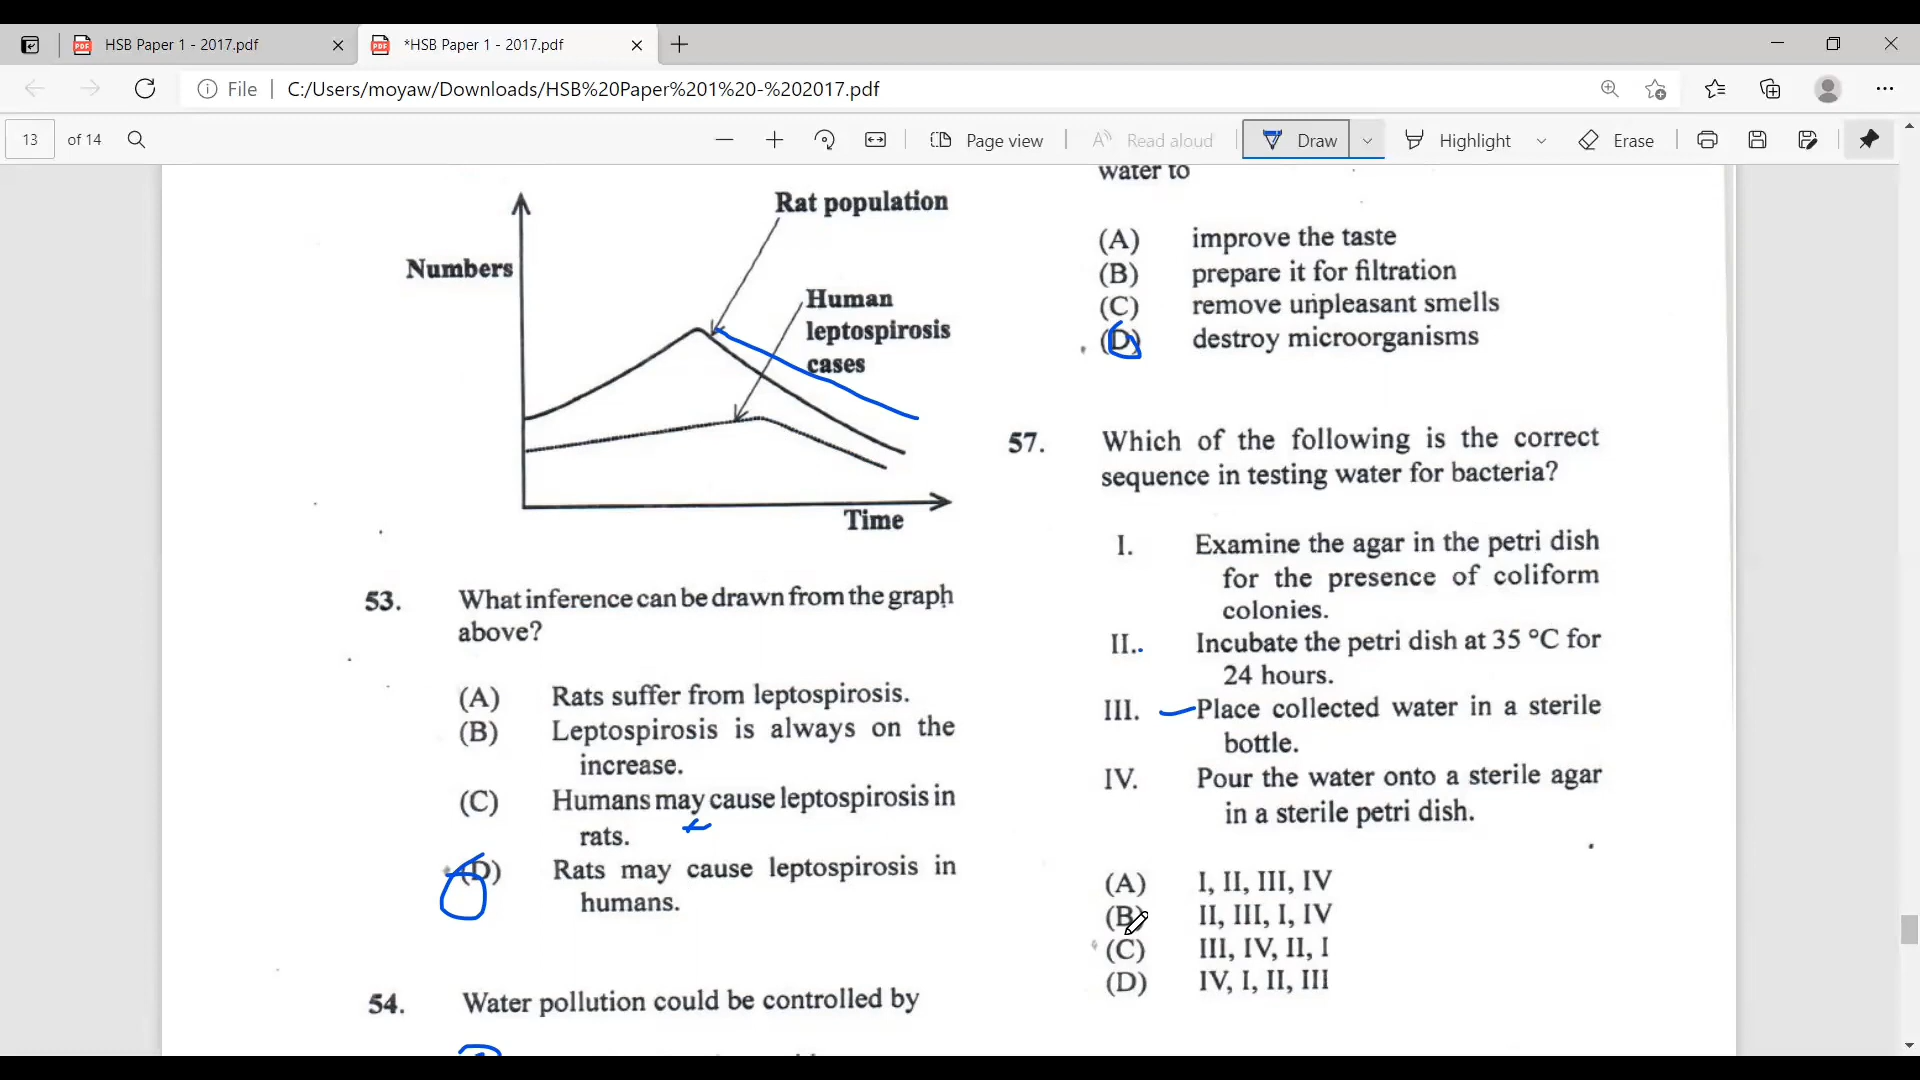 HSB Paper 1 - 2017.pdf
*HSB Paper 1 - 2017.pdf
File
C:/Users/moyaw/Downloads/HSB%20Paper%201%20-%202017.pdf
13 of 14
Page view
Read aloud
Draw
Highlight
Erase
Rat population
Numbers
Human
leptospirosis
cases
Time
53. What inference can be drawn from the graph
above?
(A) Rats suffer from leptospirosis.
(B) Leptospirosis is always on the
increase.
(C) Humans may cause leptospirosis in
rats.
(D) Rats may cause leptospirosis in
humans.
54. Water pollution could be controlled by
water to
(A) improve the taste
(B) prepare it for filtration
(C) remove unpleasant smells
(D) destroy microorganisms
57. Which of the following is the correct
sequence in testing water for bacteria?
I. Examine the agar in the petri dish
for the presence of coliform
colonies.
II. Incubate the petri dish at 35 °C for
24 hours.
III. Place collected water in a sterile
bottle.
IV. Pour the water onto a sterile agar
in a sterile petri dish.
(A) I, II, III, IV
(B) II, III, I, IV
(C) III, IV, II, I
(D) IV, I, II, III